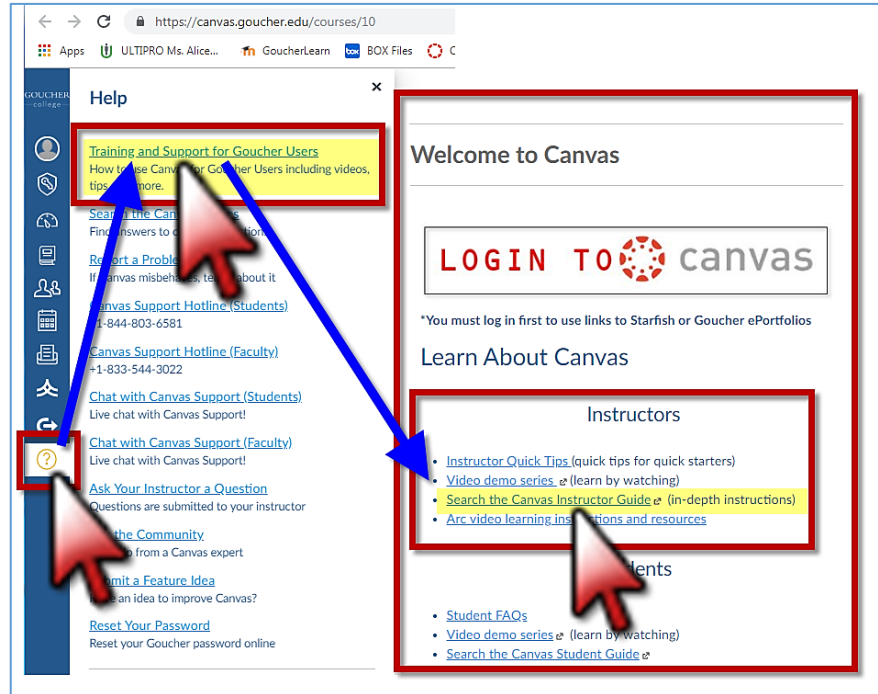 https://canvas.goucher.edu/courses/10
Apps
ULTIPRO Ms. Alice...
GoucherLearn
box
BOX Files
GOUCHER
college
Help
×
Training and Support for Goucher Users
How to use Canvas for Goucher Users including videos,
tips, more.
Search the Can
Find answers to
Report a Proble
If Canvas misbehaves, about it
Canvas Support Hotline (Students)
+1-844-803-6581
Canvas Support Hotline (Faculty)
+1-833-544-3022
Chat with Canvas Support (Students)
Live chat with Canvas Support!
Chat with Canvas Support (Faculty)
Live chat with Canvas Support!
Ask Your Instructor a Question
Questions are submitted to your instructor
the Community
from a Canvas expert
Submit a Feature Idea
an idea to improve Canvas?
Reset Your Password
Reset your Goucher password online
Welcome to Canvas
LOGIN TO canvas
*You must log in first to use links to Starfish or Goucher ePortfolios
Learn About Canvas
Instructors
• Instructor Quick Tips (quick tips for quick starters)
• Video demo series (learn by watching)
• Search the Canvas Instructor Guide (in-depth instructions)
• Arc video learning instructions and resources
ents
• Student FAQs
• Video demo series (learn by watching)
• Search the Canvas Student Guide